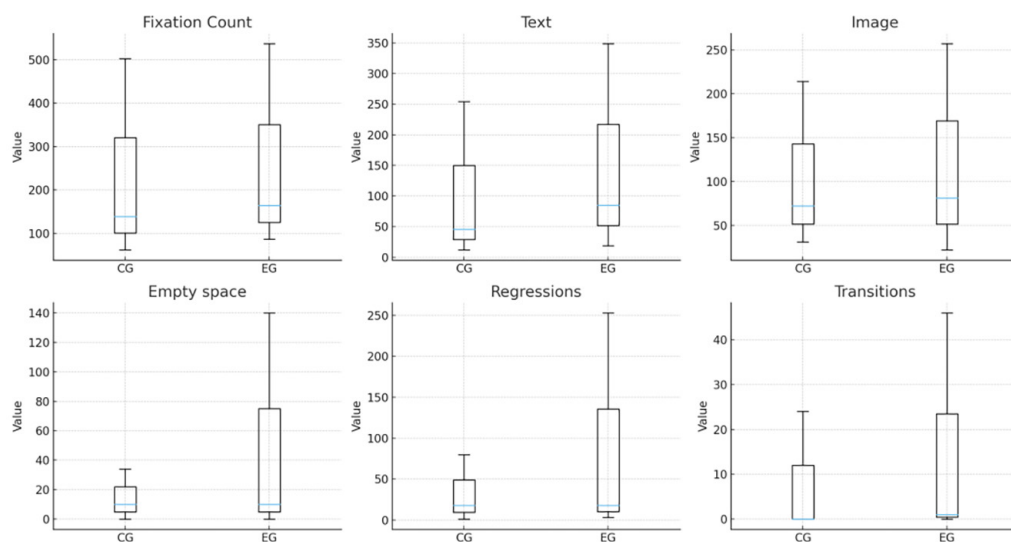 Fixation Count
Value
500
400
300
200
100
CG
EG
Text
Value
350
300
250
200
150
100
50
0
CG
EG
Image
Value
250
200
150
100
50
CG
EG
Empty space
Value
140
120
100
80
60
40
20
0
CG
EG
Regressions
Value
250
200
150
100
50
0
CG
EG
Transitions
Value
40
30
20
10
0
CG
EG